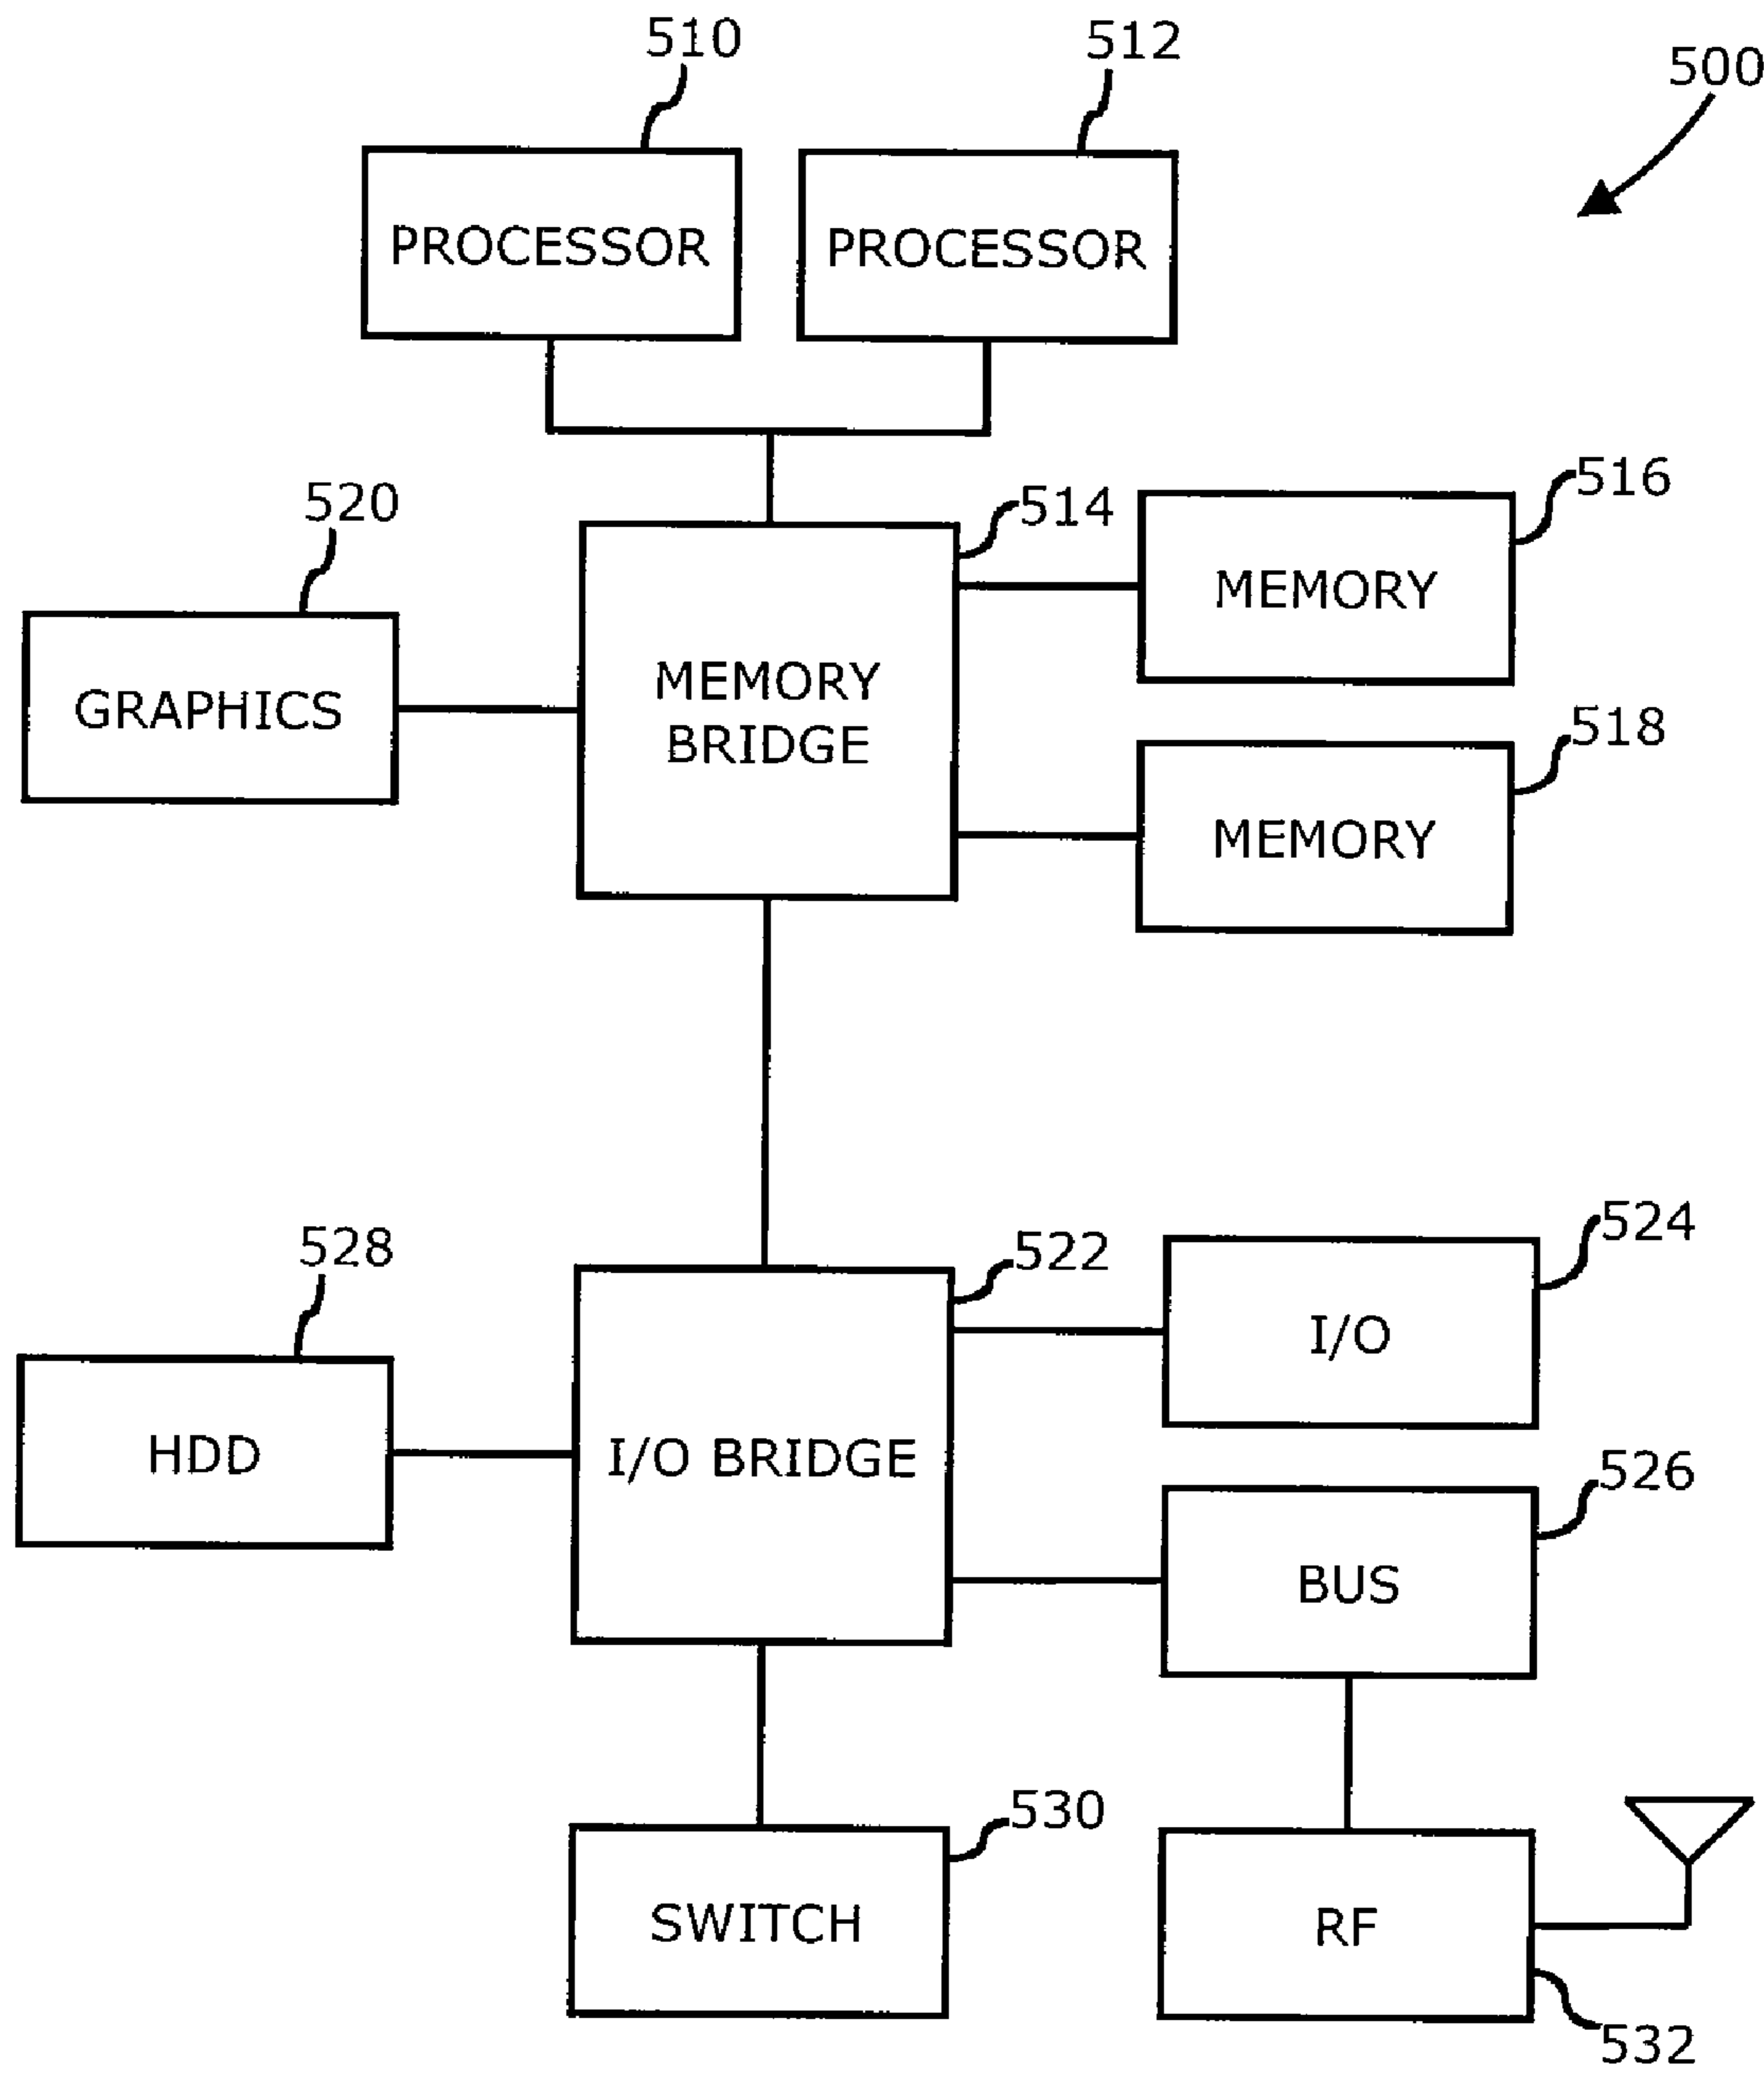 510
512
500
PROCESSOR
PROCESSOR
520
514
516
MEMORY
GRAPHICS
MEMORY
BRIDGE
518
MEMORY
528
522
524
I/O
HDD
I/O BRIDGE
526
BUS
530
SWITCH
RF
532